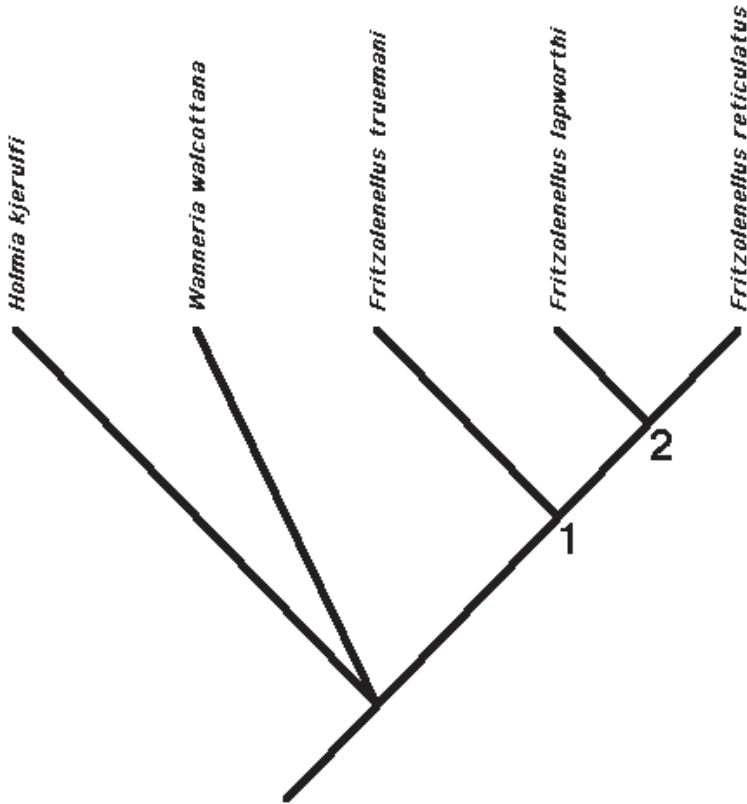 Holmia kjerulfi
Wanneria walcottana
Fritzolenellus truemani
Fritzolenellus lapworthi
Fritzolenellus reticulatus
2
1